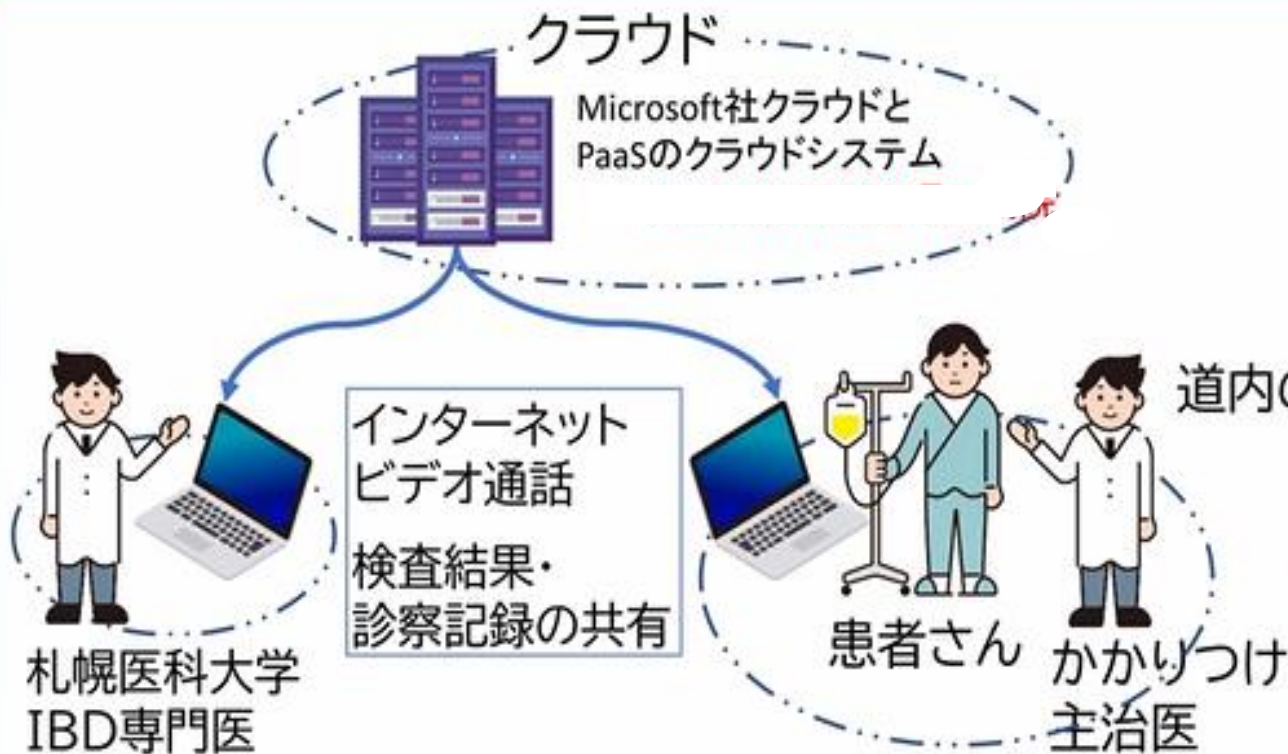 クラウド
Microsoft社クラウドと
PaaSのクラウドシステム
道内の
インターネット
ビデオ通話
検査結果・
診察記録の共有
患者さん
かかりつけ
主治医
札幌医科大学
IBD専門医